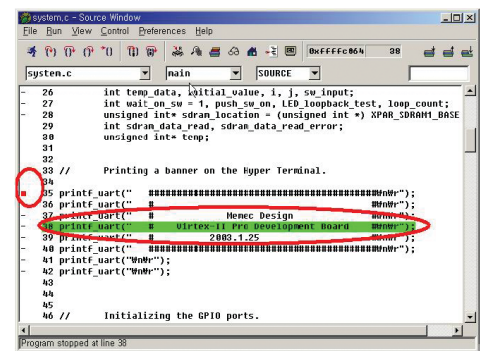 system.c - Source Window
File Run View Control Preferences Help
0xffffc064 38
system.c main SOURCE
- 26 int temp_data, initial_value, i, j, sw_input;
- 27 int wait_on_sw = 1, push_sw_on, LED_loopback_test, loop_count;
- 28 unsigned int* sdram_location = (unsigned int *) XPAR_SDRAM1_BASE
29 int sdram_data_read, sdram_data_read_error;
30 unsigned int* temp;
31
32
33 // Printing a banner on the Hyper Terminal.
34
35 printf_uart(" ########################################₩n₩r");
- 36 printf_uart(" # #₩n₩r");
- 37 printf_uart(" # Memec Design #₩n₩r");
- 38 printf_uart(" # Virtex-II Pro Development Board #₩n₩r");
- 39 printf_uart(" # 2003.1.25 #₩n₩r");
- 40 printf_uart(" ########################################₩n₩r");
- 41 printf_uart("₩n₩r");
- 42 printf_uart("₩n₩r");
43
44
45
46 // Initializing the GPIO ports.
Program stopped at line 38